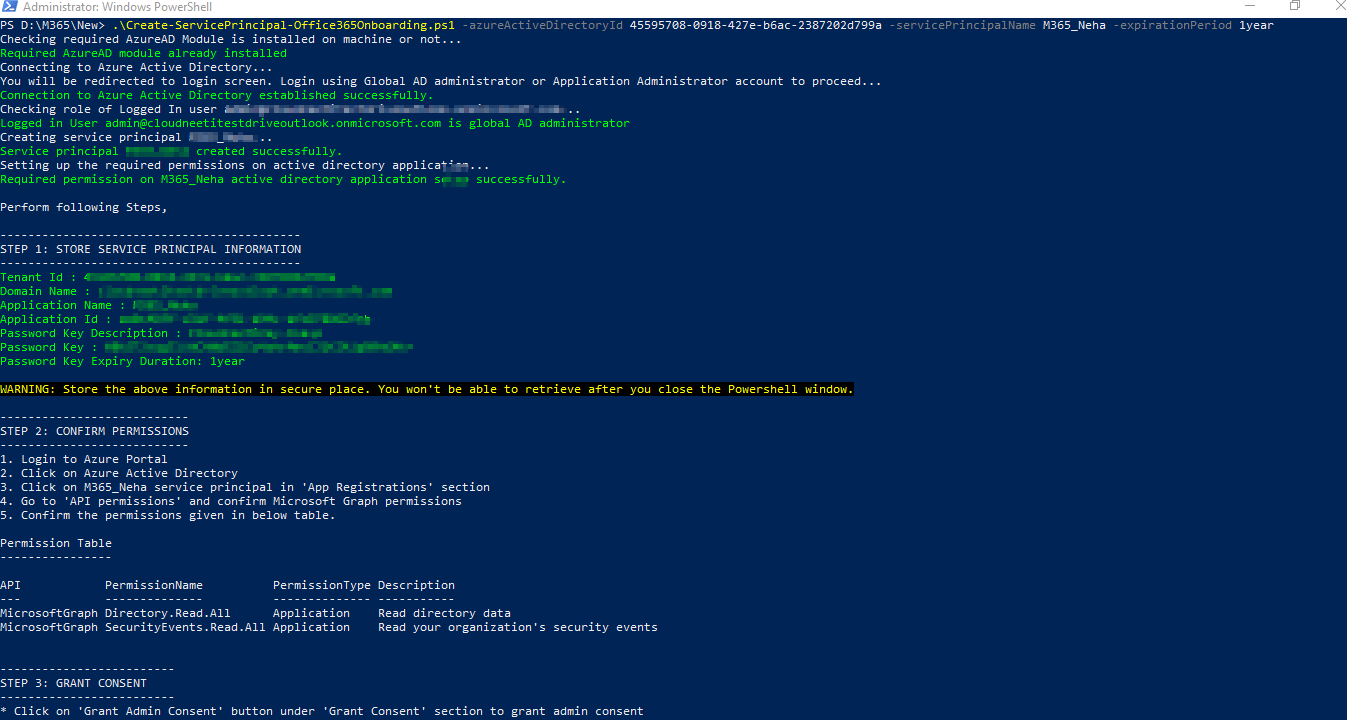 Administrator: Windows PowerShell
PS D:\M365\New> .\Create-ServicePrincipal-Office365Onboarding.ps1 -azureActiveDirectoryId 45595708-0918-427e-b6ac-2387202d799a -servicePrincipalName M365_Neha -expirationPeriod 1year
Checking required AzureAD Module is installed on machine or not...
Required AzureAD module already installed
Connecting to Azure Active Directory...
You will be redirected to login screen. Login using Global AD administrator or Application Administrator account to proceed...
Connection to Azure Active Directory established successfully.
Checking role of Logged In user ..
Logged in User admin@cloudneetitestdriveoutlook.onmicrosoft.com is global AD administrator
Creating service principal ..
Service principal created successfully.
Setting up the required permissions on active directory application...
Required permission on M365_Neha active directory application successfully.
Perform following Steps,
-------------------------------------------
STEP 1: STORE SERVICE PRINCIPAL INFORMATION
-------------------------------------------
Tenant Id :
Domain Name :
Application Name :
Application Id :
Password Key Description :
Password Key :
Password Key Expiry Duration: 1year
WARNING: Store the above information in secure place. You won't be able to retrieve after you close the Powershell window.
---------------------------
STEP 2: CONFIRM PERMISSIONS
---------------------------
1. Login to Azure Portal
2. Click on Azure Active Directory
3. Click on M365_Neha service principal in 'App Registrations' section
4. Go to 'API permissions' and confirm Microsoft Graph permissions
5. Confirm the permissions given in below table.
Permission Table
----------------
API PermissionName PermissionType Description
--- -------------- -------------- -----------
MicrosoftGraph Directory.Read.All Application Read directory data
MicrosoftGraph SecurityEvents.Read.All Application Read your organization's security events
-------------------------
STEP 3: GRANT CONSENT
-------------------------
* Click on 'Grant Admin Consent' button under 'Grant Consent' section to grant admin consent